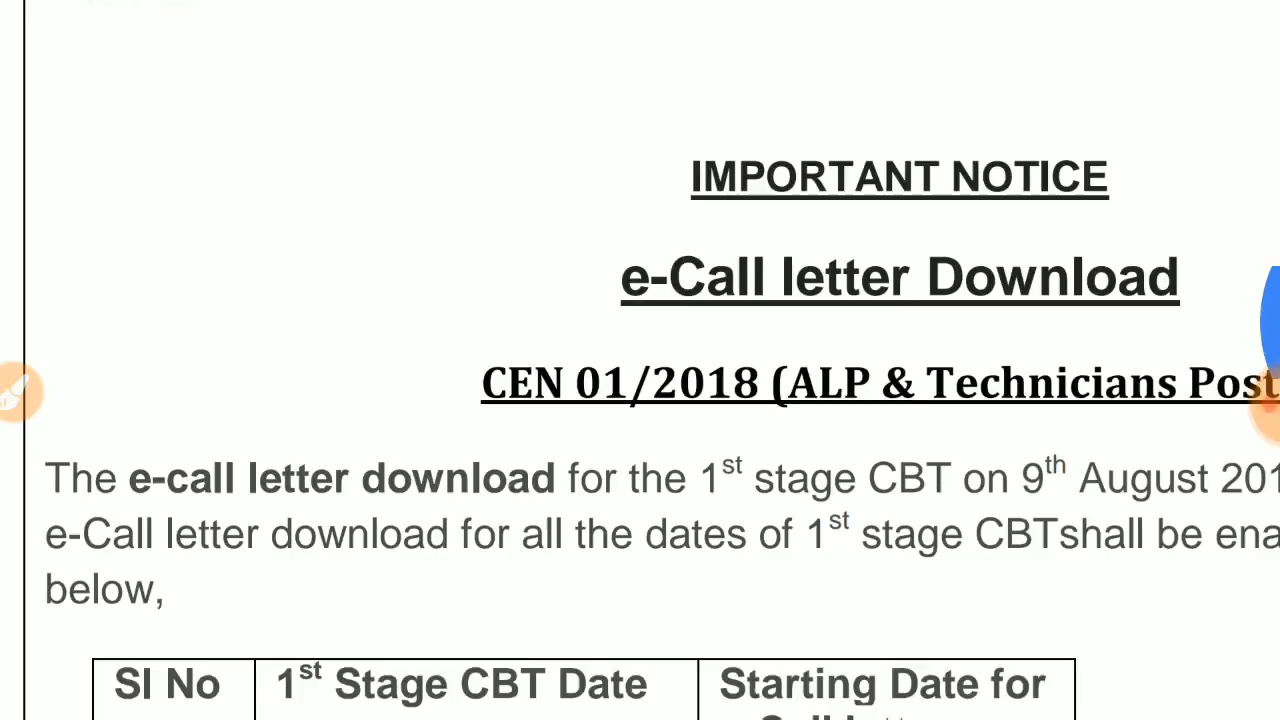 IMPORTANT NOTICE
e-Call letter Download
CEN 01/2018 (ALP & Technicians Post
The e-call letter download for the 1st stage CBT on 9th August 201
e-Call letter download for all the dates of 1st stage CBTshall be ena
below,
Sl No 1st Stage CBT Date Starting Date for